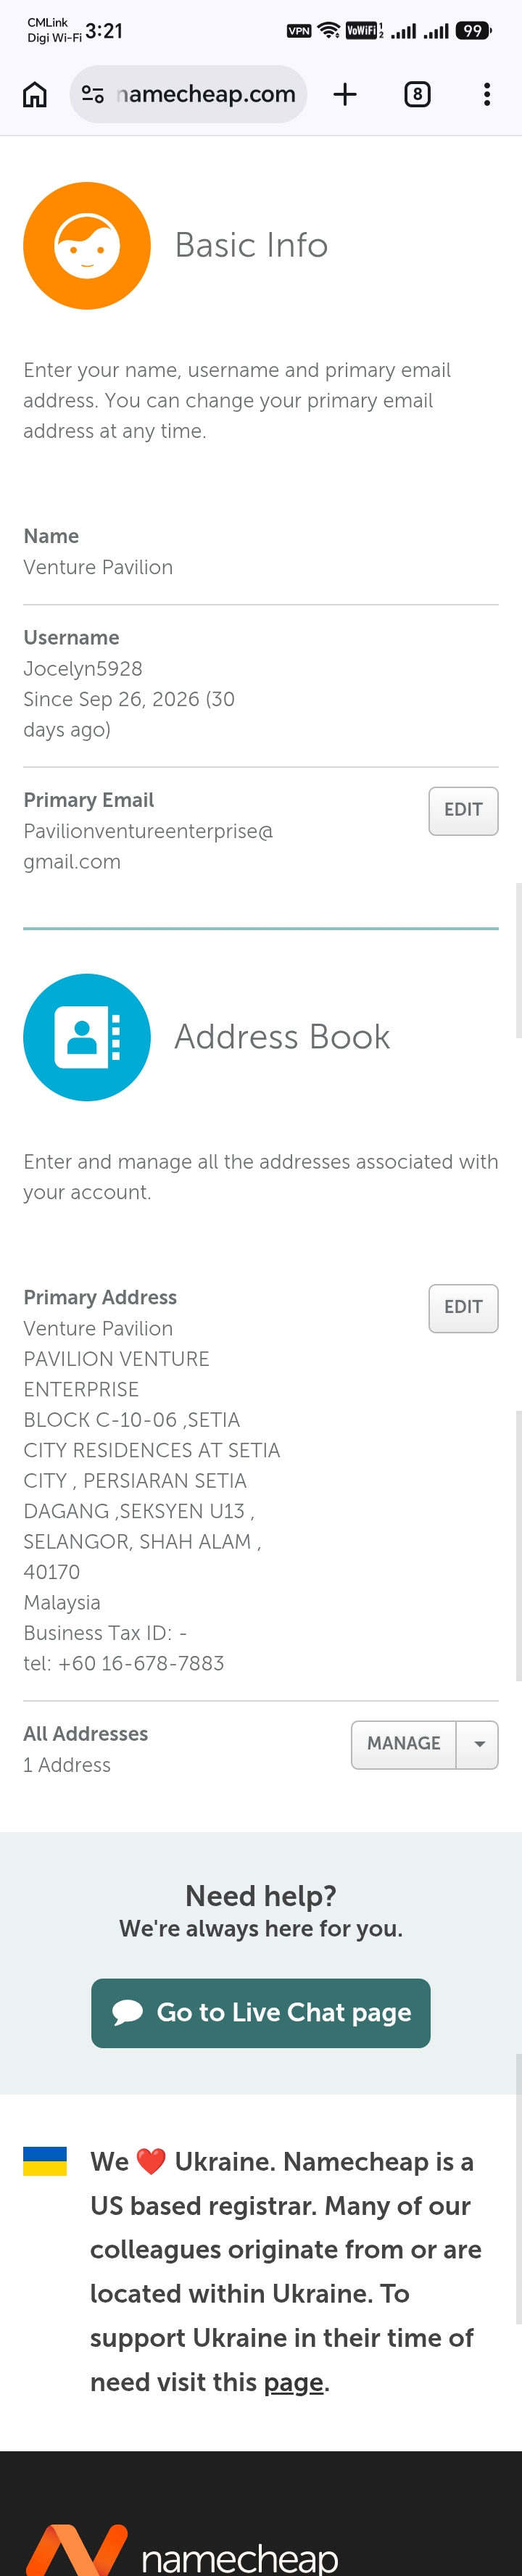 CMLink
Digi Wi-Fi 3:21
VPN VoWiFi 1 2 99
namecheap.com
8
Basic Info
Enter your name, username and primary email
address. You can change your primary email
address at any time.
Name
Venture Pavilion
Username
Jocelyn5928
Since Sep 26, 2026 (30
days ago)
Primary Email
EDIT
Pavilionventureenterprise@
gmail.com
Address Book
Enter and manage all the addresses associated with
your account.
Primary Address
EDIT
Venture Pavilion
PAVILION VENTURE
ENTERPRISE
BLOCK C-10-06 ,SETIA
CITY RESIDENCES AT SETIA
CITY , PERSIARAN SETIA
DAGANG ,SEKSYEN U13 ,
SELANGOR, SHAH ALAM ,
40170
Malaysia
Business Tax ID: -
tel: +60 16-678-7883
All Addresses
MANAGE
1 Address
Need help?
We're always here for you.
Go to Live Chat page
We ❤️ Ukraine. Namecheap is a
US based registrar. Many of our
colleagues originate from or are
located within Ukraine. To
support Ukraine in their time of
need visit this page.
namecheap